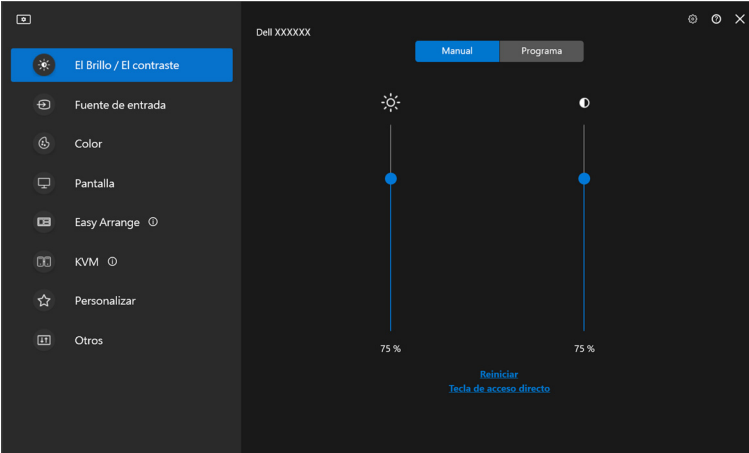 Dell XXXXXX
Manual
Programa
El Brillo / El contraste
Fuente de entrada
Color
Pantalla
Easy Arrange
KVM
Personalizar
Otros
75 %
75 %
Reiniciar
Tecla de acceso directo